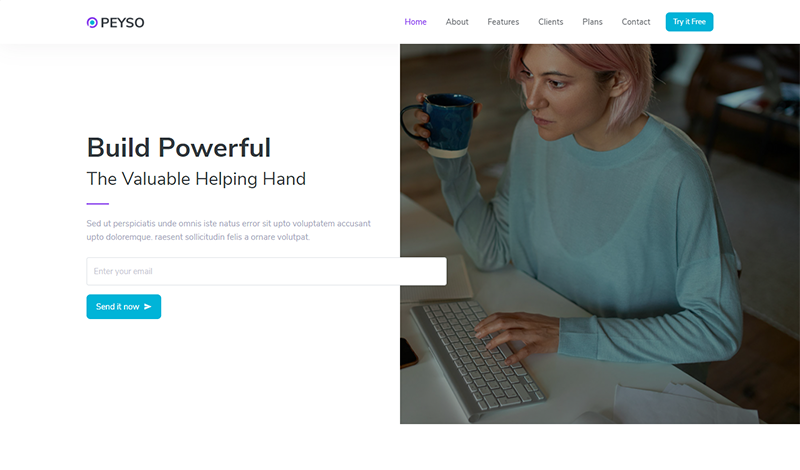 PEYSO
Home About Features Clients Plans Contact Try it Free
Build Powerful
The Valuable Helping Hand
Sed ut perspiciatis unde omnis iste natus error sit upto voluptatem accusant
upto doloremque. raesent sollicitudin felis a ornare volutpat.
Enter your email
Send it now